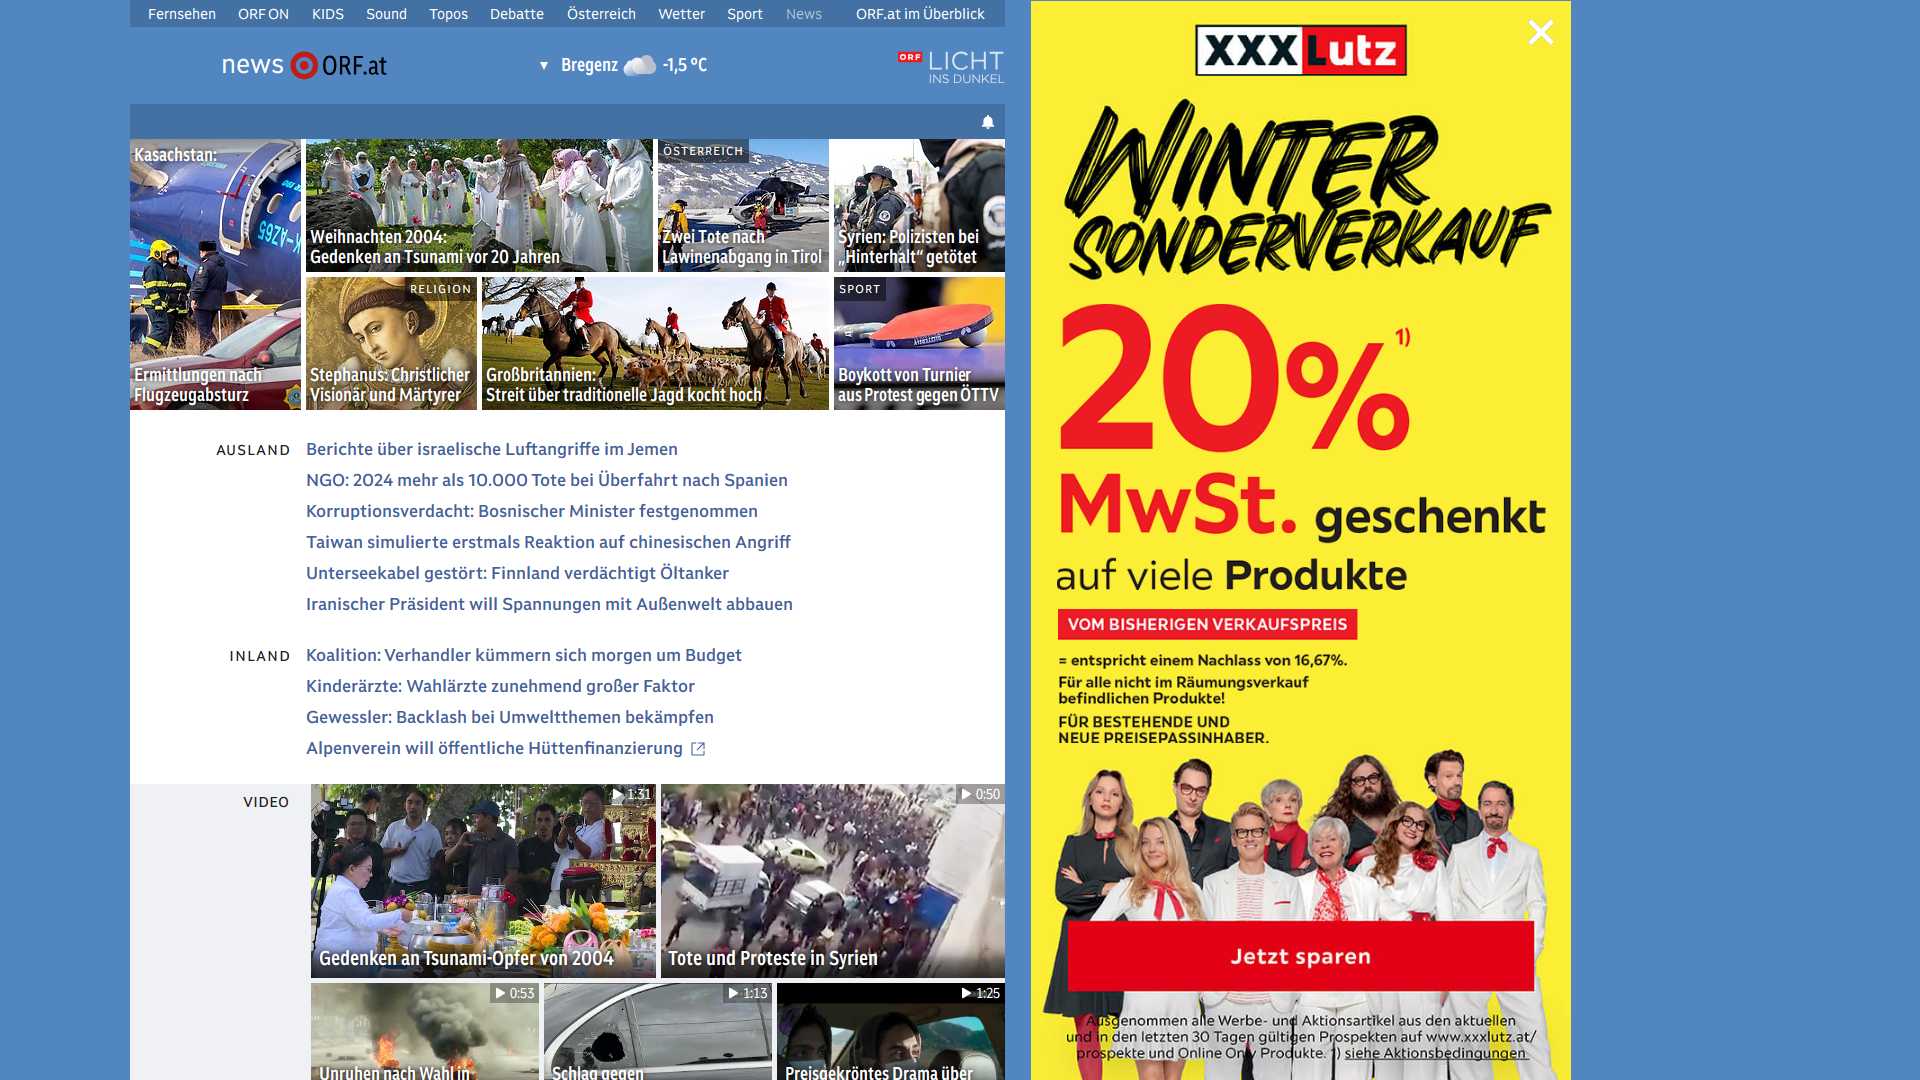 Fernsehen ORF ON KIDS Sound Topos Debatte Österreich Wetter Sport News ORF.at im Überblick
news ORF.at
Bregenz -1,5 °C
ORF LICHT
INS DUNKEL
Kasachstan:
Ermittlungen nach
Flugzeugabsturz
Weihnachten 2004:
Gedenken an Tsunami vor 20 Jahren
ÖSTERREICH
Zwei Tote nach
Lawinenabgang in Tirol
Syrien: Polizisten bei
„Hinterhalt“ getötet
RELIGION
Stephanus: Christlicher
Visionär und Märtyrer
Großbritannien:
Streit über traditionelle Jagd kocht hoch
SPORT
Boykott von Turnier
aus Protest gegen ÖTTV
AUSLAND
Berichte über israelische Luftangriffe im Jemen
NGO: 2024 mehr als 10.000 Tote bei Überfahrt nach Spanien
Korruptionsverdacht: Bosnischer Minister festgenommen
Taiwan simulierte erstmals Reaktion auf chinesischen Angriff
Unterseekabel gestört: Finnland verdächtigt Öltanker
Iranischer Präsident will Spannungen mit Außenwelt abbauen
INLAND
Koalition: Verhandler kümmern sich morgen um Budget
Kinderärzte: Wahlärzte zunehmend großer Faktor
Gewessler: Backlash bei Umweltthemen bekämpfen
Alpenverein will öffentliche Hüttenfinanzierung
VIDEO
1:31
Gedenken an Tsunami-Opfer von 2004
0:50
Tote und Proteste in Syrien
0:53
Unruhen nach Wahl in
1:13
Schlag gegen
1:25
Preisgekröntes Drama über
XXXLutz
WINTER
SONDERVERKAUF
20% 1)
MwSt. geschenkt
auf viele Produkte
VOM BISHERIGEN VERKAUFSPREIS
= entspricht einem Nachlass von 16,67%.
Für alle nicht im Räumungsverkauf
befindlichen Produkte!
FÜR BESTEHENDE UND
NEUE PREISEPASSINHABER.
Jetzt sparen
Ausgenommen alle Werbe- und Aktionsartikel aus den aktuellen
und in den letzten 30 Tagen gültigen Prospekten auf www.xxxlutz.at/
prospekte und Online Only Produkte. 1) siehe Aktionsbedingungen